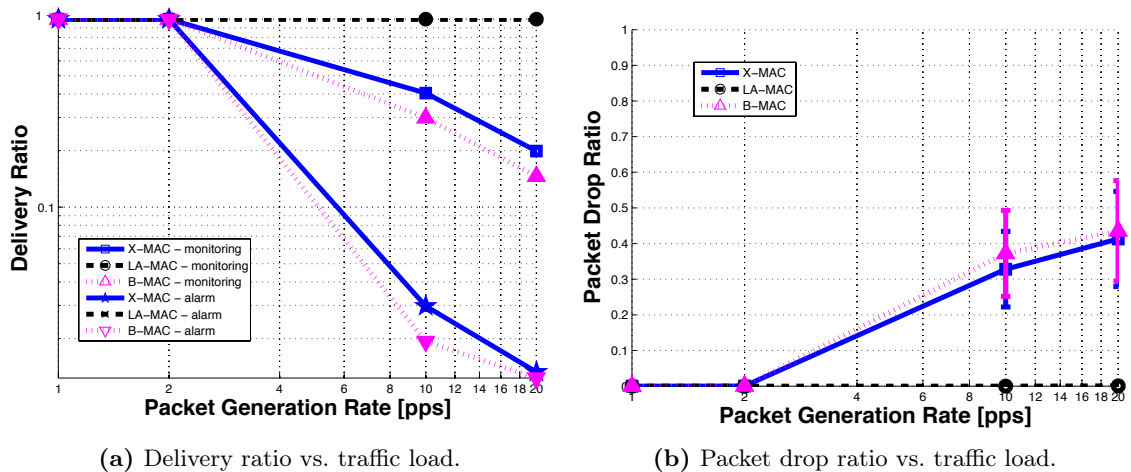 1
0.1
Delivery Ratio
X−MAC − monitoring
LA−MAC − monitoring
B−MAC − monitoring
X−MAC − alarm
LA−MAC − alarm
B−MAC − alarm
1 2 4 6 8 10 12 14 16 18 20
Packet Generation Rate [pps]
(a) Delivery ratio vs. traffic load.
1
0.9
0.8
0.7
0.6
0.5
0.4
0.3
0.2
0.1
0
Packet Drop Ratio
X−MAC
LA−MAC
B−MAC
1 2 4 6 8 10 12 14 16 18 20
Packet Generation Rate [pps]
(b) Packet drop ratio vs. traffic load.